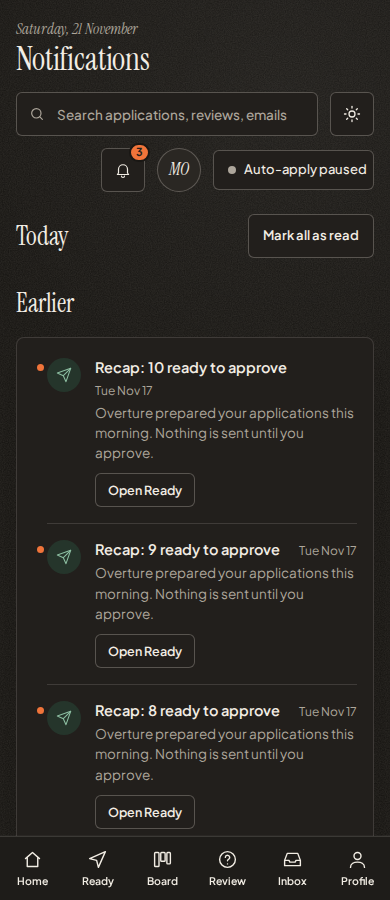 Saturday, 21 November
Notifications
Search applications, reviews, emails
3
MO
Auto-apply paused
Today
Mark all as read
Earlier
Recap: 10 ready to approve
Tue Nov 17
Overture prepared your applications this
morning. Nothing is sent until you
approve.
Open Ready
Recap: 9 ready to approve Tue Nov 17
Overture prepared your applications this
morning. Nothing is sent until you
approve.
Open Ready
Recap: 8 ready to approve Tue Nov 17
Overture prepared your applications this
morning. Nothing is sent until you
approve.
Open Ready
Home Ready Board Review Inbox Profile